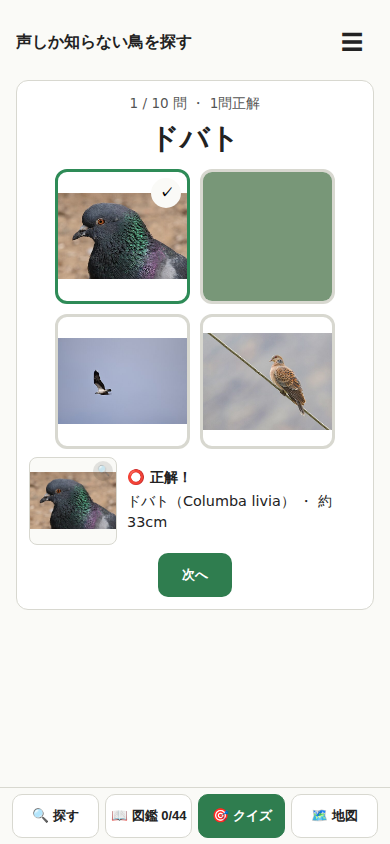 声しか知らない鳥を探す
☰
1 / 10 問 ・ 1問正解
ドバト
✓
⭕ 正解！
ドバト（Columba livia） ・ 約
33cm
次へ
🔍 探す
📖 図鑑 0/44
🎯 クイズ
🗺️ 地図